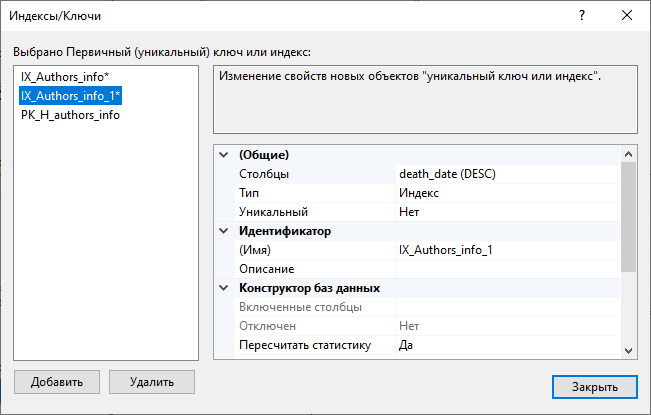 Индексы/Ключи
Выбрано Первичный (уникальный) ключ или индекс:
IX_Authors_info*
IX_Authors_info_1*
PK_H_authors_info
Изменение свойств новых объектов "уникальный ключ или индекс".
(Общие)
Столбцы death_date (DESC)
Тип Индекс
Уникальный Нет
Идентификатор
(Имя) IX_Authors_info_1
Описание
Конструктор баз данных
Включенные столбцы
Отключен Нет
Пересчитать статистику Да
Добавить Удалить
Закрыть